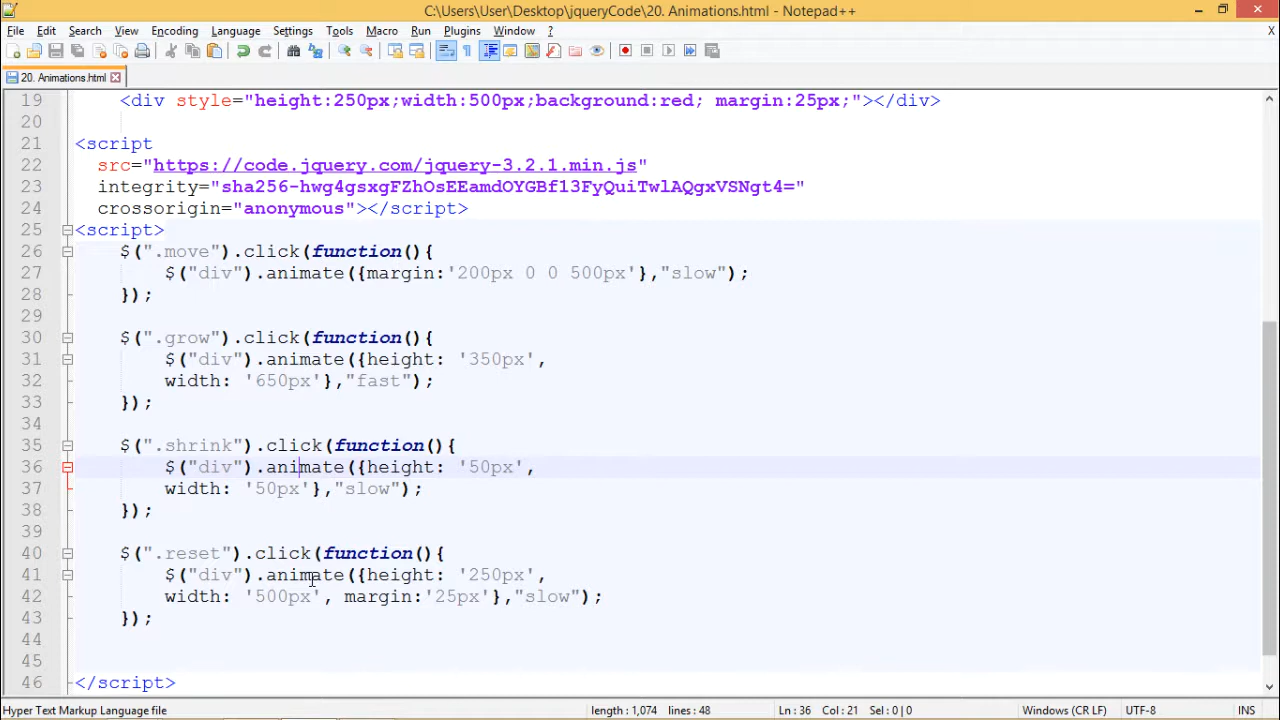 C:\Users\User\Desktop\jqueryCode\20. Animations.html - Notepad++
File Edit Search View Encoding Language Settings Tools Macro Run Plugins Window ? X
20. Animations.html
19 <div style="height:250px;width:500px;background:red; margin:25px;"></div>
20
21 <script
22 src="https://code.jquery.com/jquery-3.2.1.min.js"
23 integrity="sha256-hwg4gsxgFZhOsEEamdOYGBf13FyQuiTwlAQgxVSNgt4="
24 crossorigin="anonymous"></script>
25 <script>
26 $(".move").click(function(){
27 $("div").animate({margin:'200px 0 0 500px'},"slow");
28 });
29
30 $(".grow").click(function(){
31 $("div").animate({height: '350px',
32 width: '650px'},"fast");
33 });
34
35 $(".shrink").click(function(){
36 $("div").animate({height: '50px',
37 width: '50px'},"slow");
38 });
39
40 $(".reset").click(function(){
41 $("div").animate({height: '250px',
42 width: '500px', margin:'25px'},"slow");
43 });
44
45
46 </script>
Hyper Text Markup Language file length : 1,074 lines : 48 Ln : 36 Col : 21 Sel : 0 | 0 Windows (CR LF) UTF-8 INS